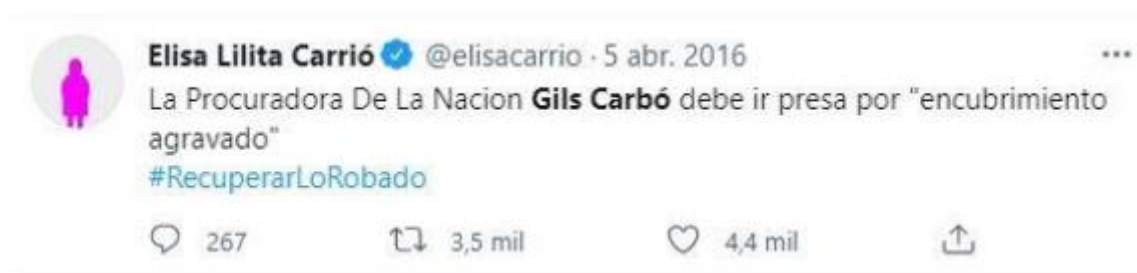 Elisa Lilita Carrió @elisacarrio · 5 abr. 2016
La Procuradora De La Nacion Gils Carbó debe ir presa por "encubrimiento
agravado"
#RecuperarLoRobado
267 3,5 mil 4,4 mil